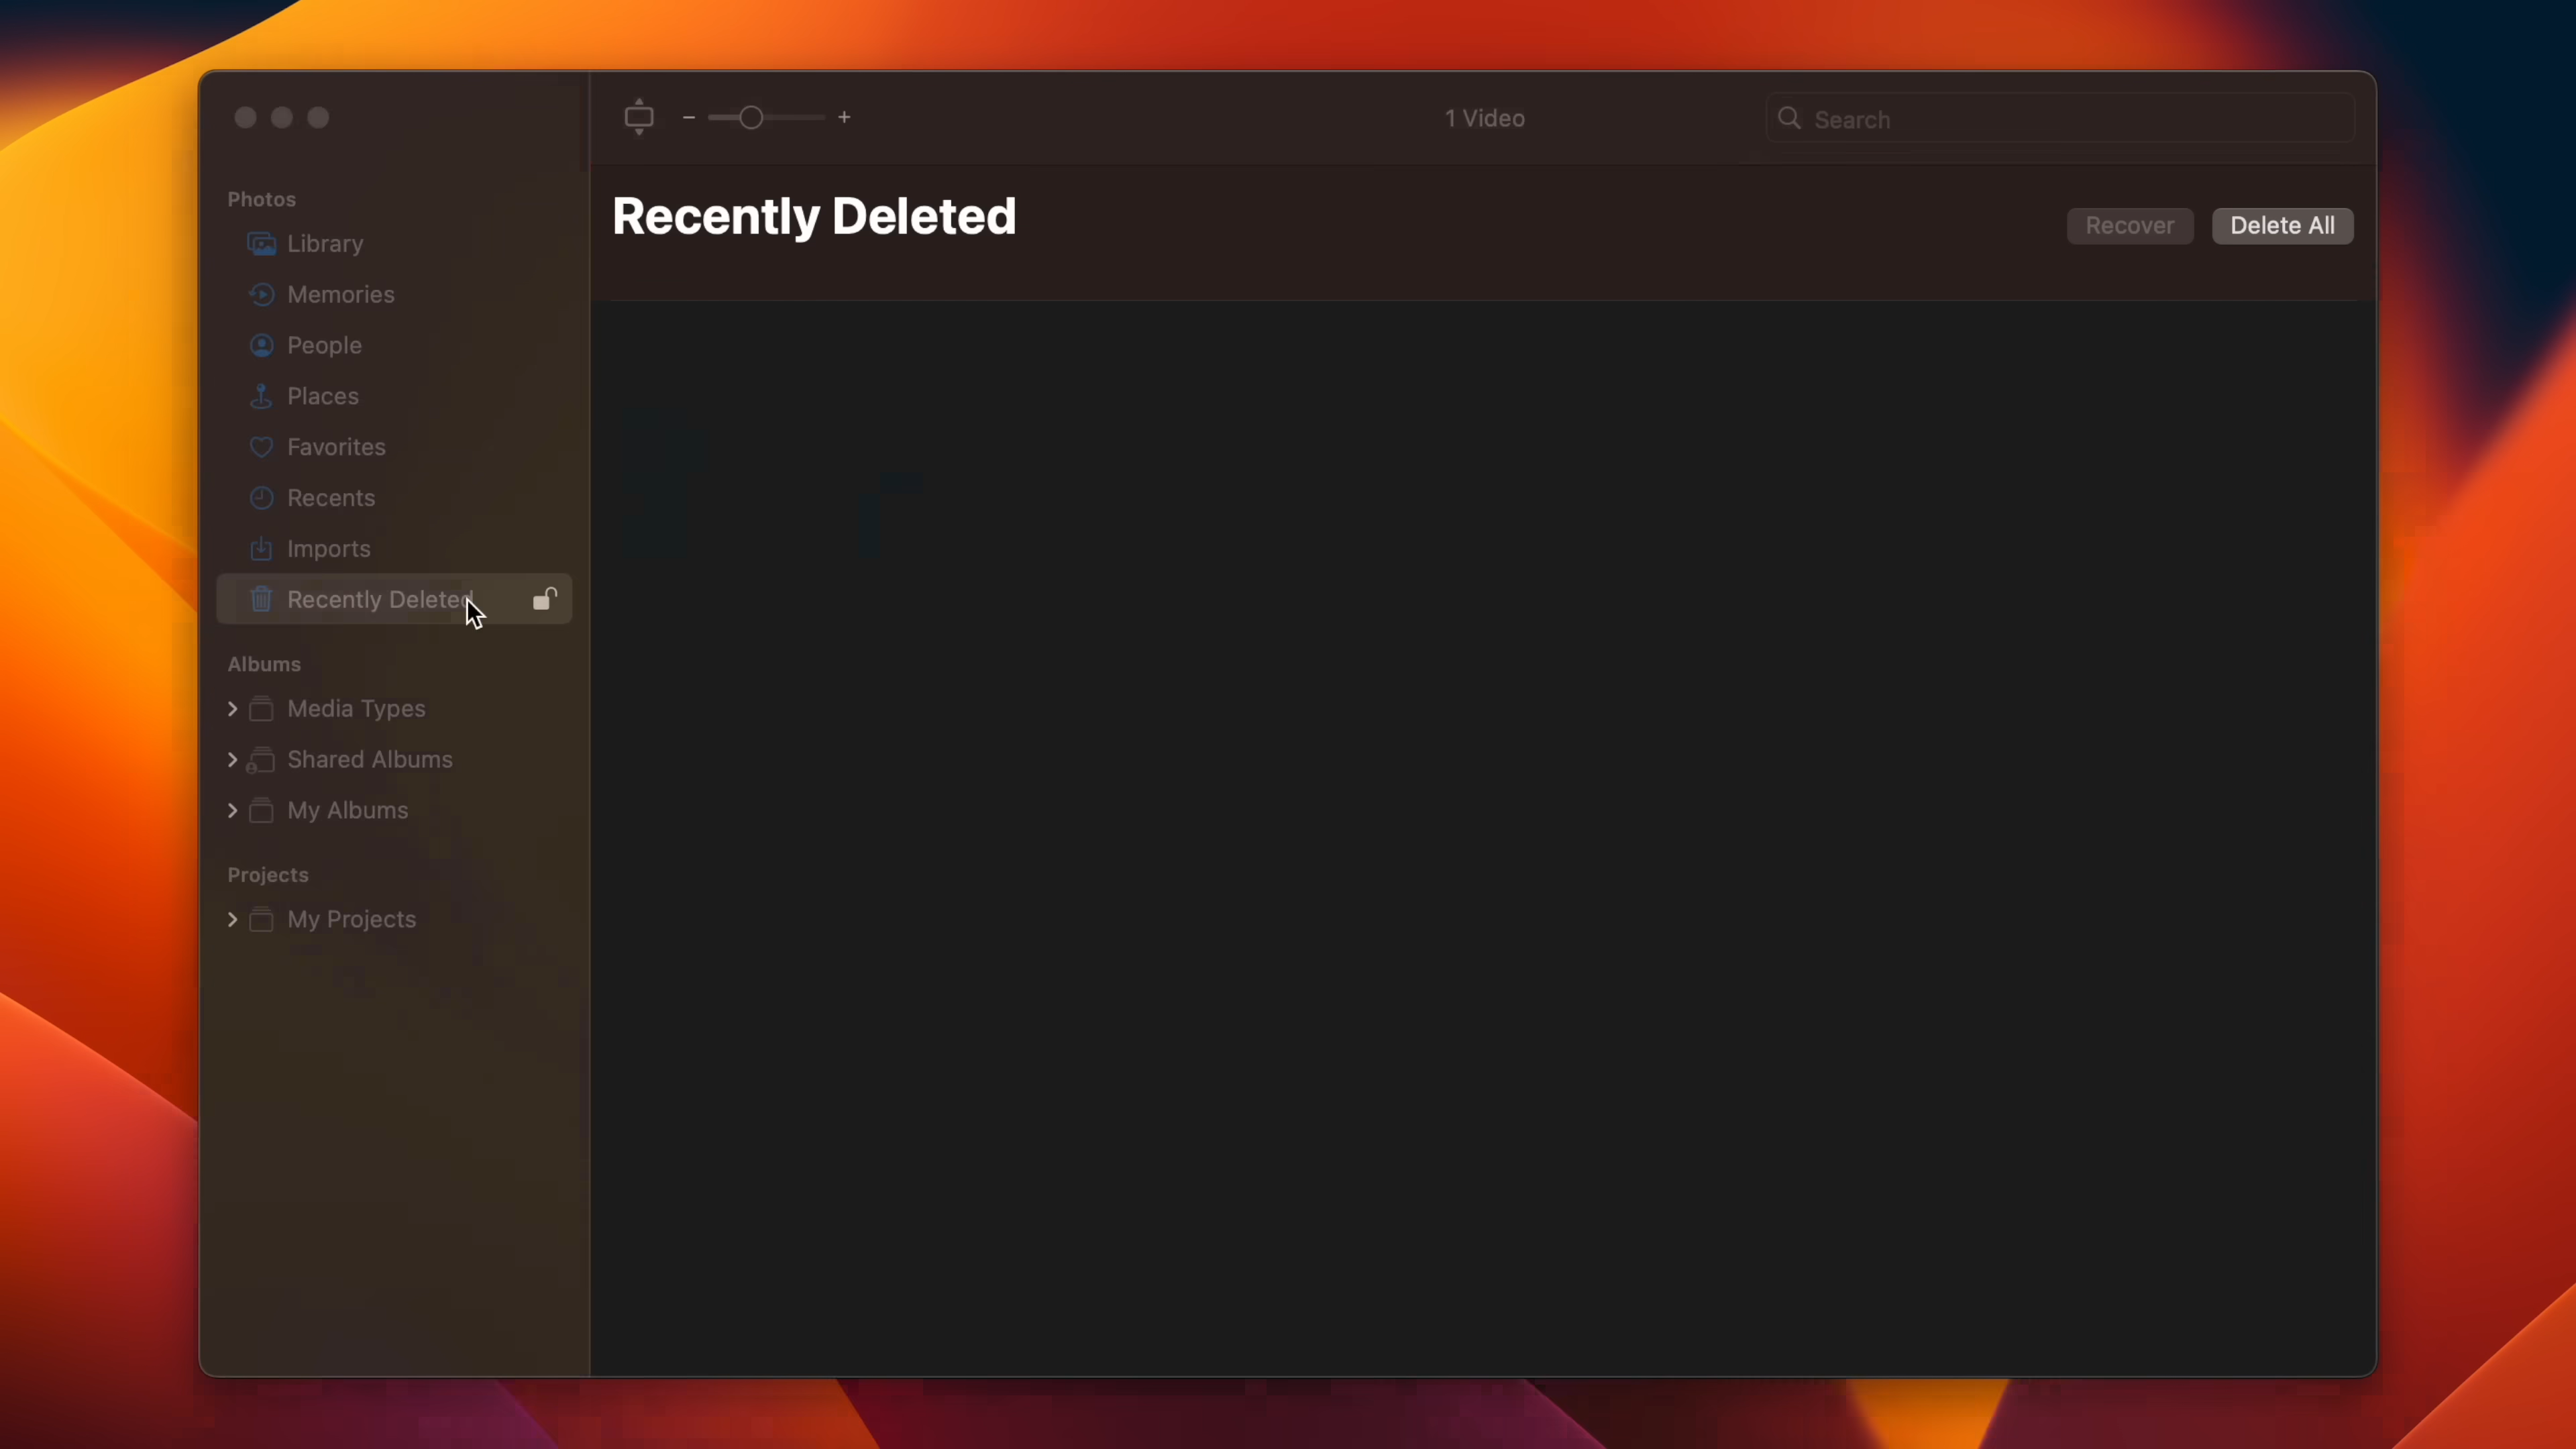 1 Video
Search
Photos
Library
Memories
People
Places
Favorites
Recents
Imports
Recently Deleted
Albums
Media Types
Shared Albums
My Albums
Projects
My Projects
Recently Deleted
Recover
Delete All